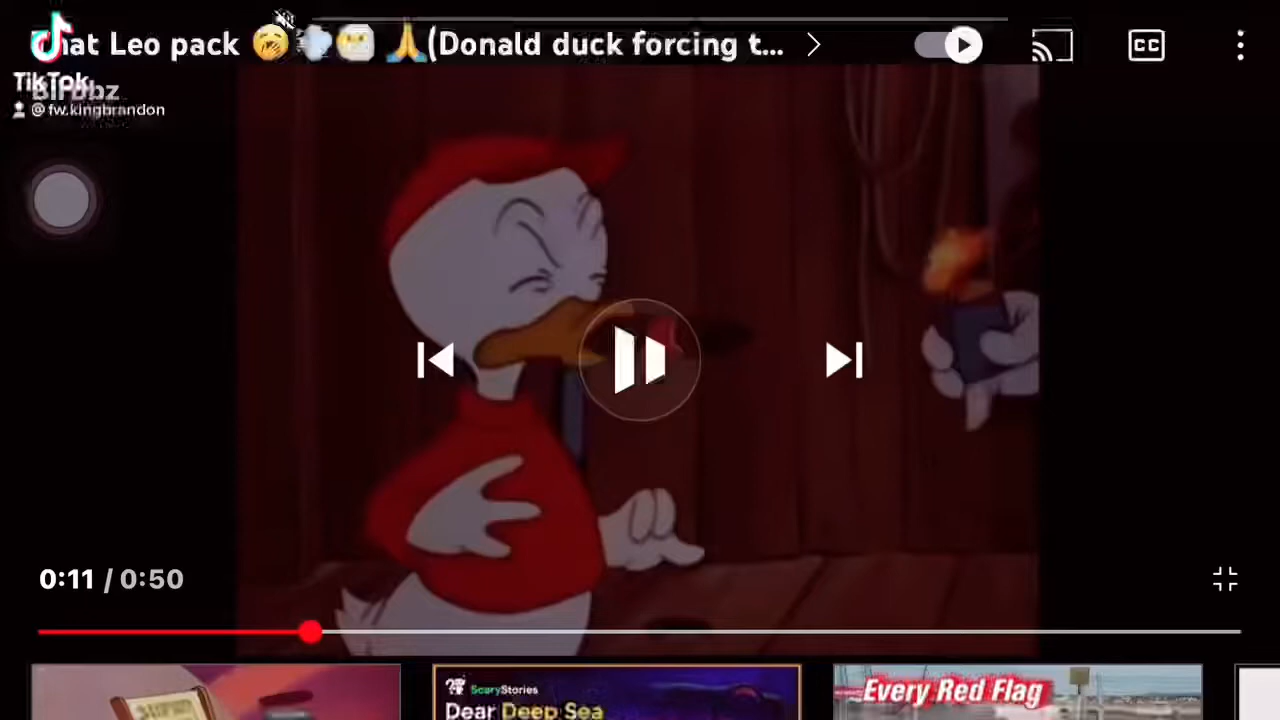 hat Leo pack 🥱💨😷 🙏(Donald duck forcing t...
CC
TikTok
@fw.kingbrandon
0:11 / 0:50
ScaryStories
Dear Deep Sea
Every Red Flag